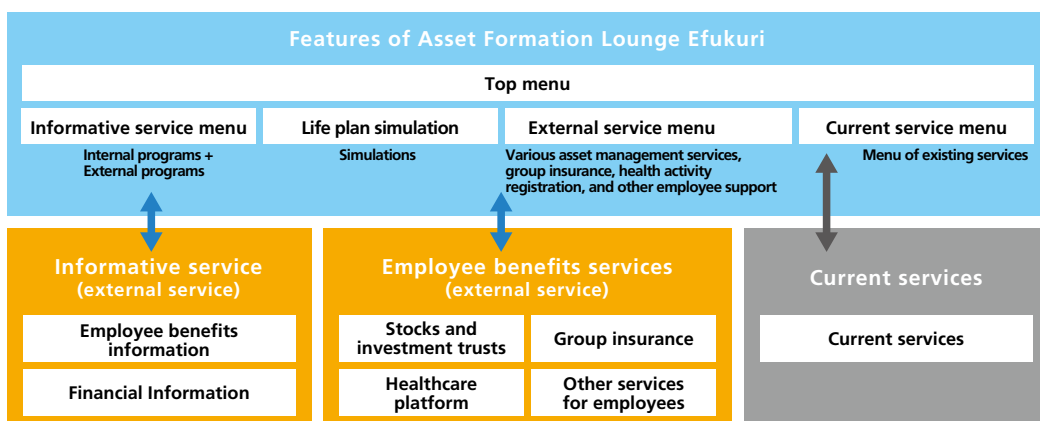 Features of Asset Formation Lounge Efukuri
Top menu
Informative service menu
Internal programs +
External programs
Life plan simulation
Simulations
External service menu
Various asset management services,
group insurance, health activity
registration, and other employee support
Current service menu
Menu of existing services
Informative service
(external service)
Employee benefits
information
Financial Information
Employee benefits services
(external service)
Stocks and
investment trusts
Group insurance
Healthcare
platform
Other services
for employees
Current services
Current services